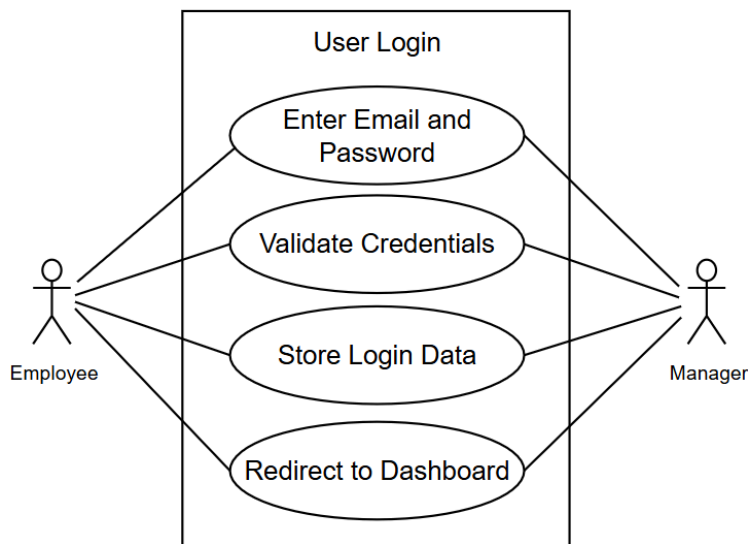 User Login
Enter Email and
Password
Validate Credentials
Store Login Data
Employee
Manager
Redirect to Dashboard